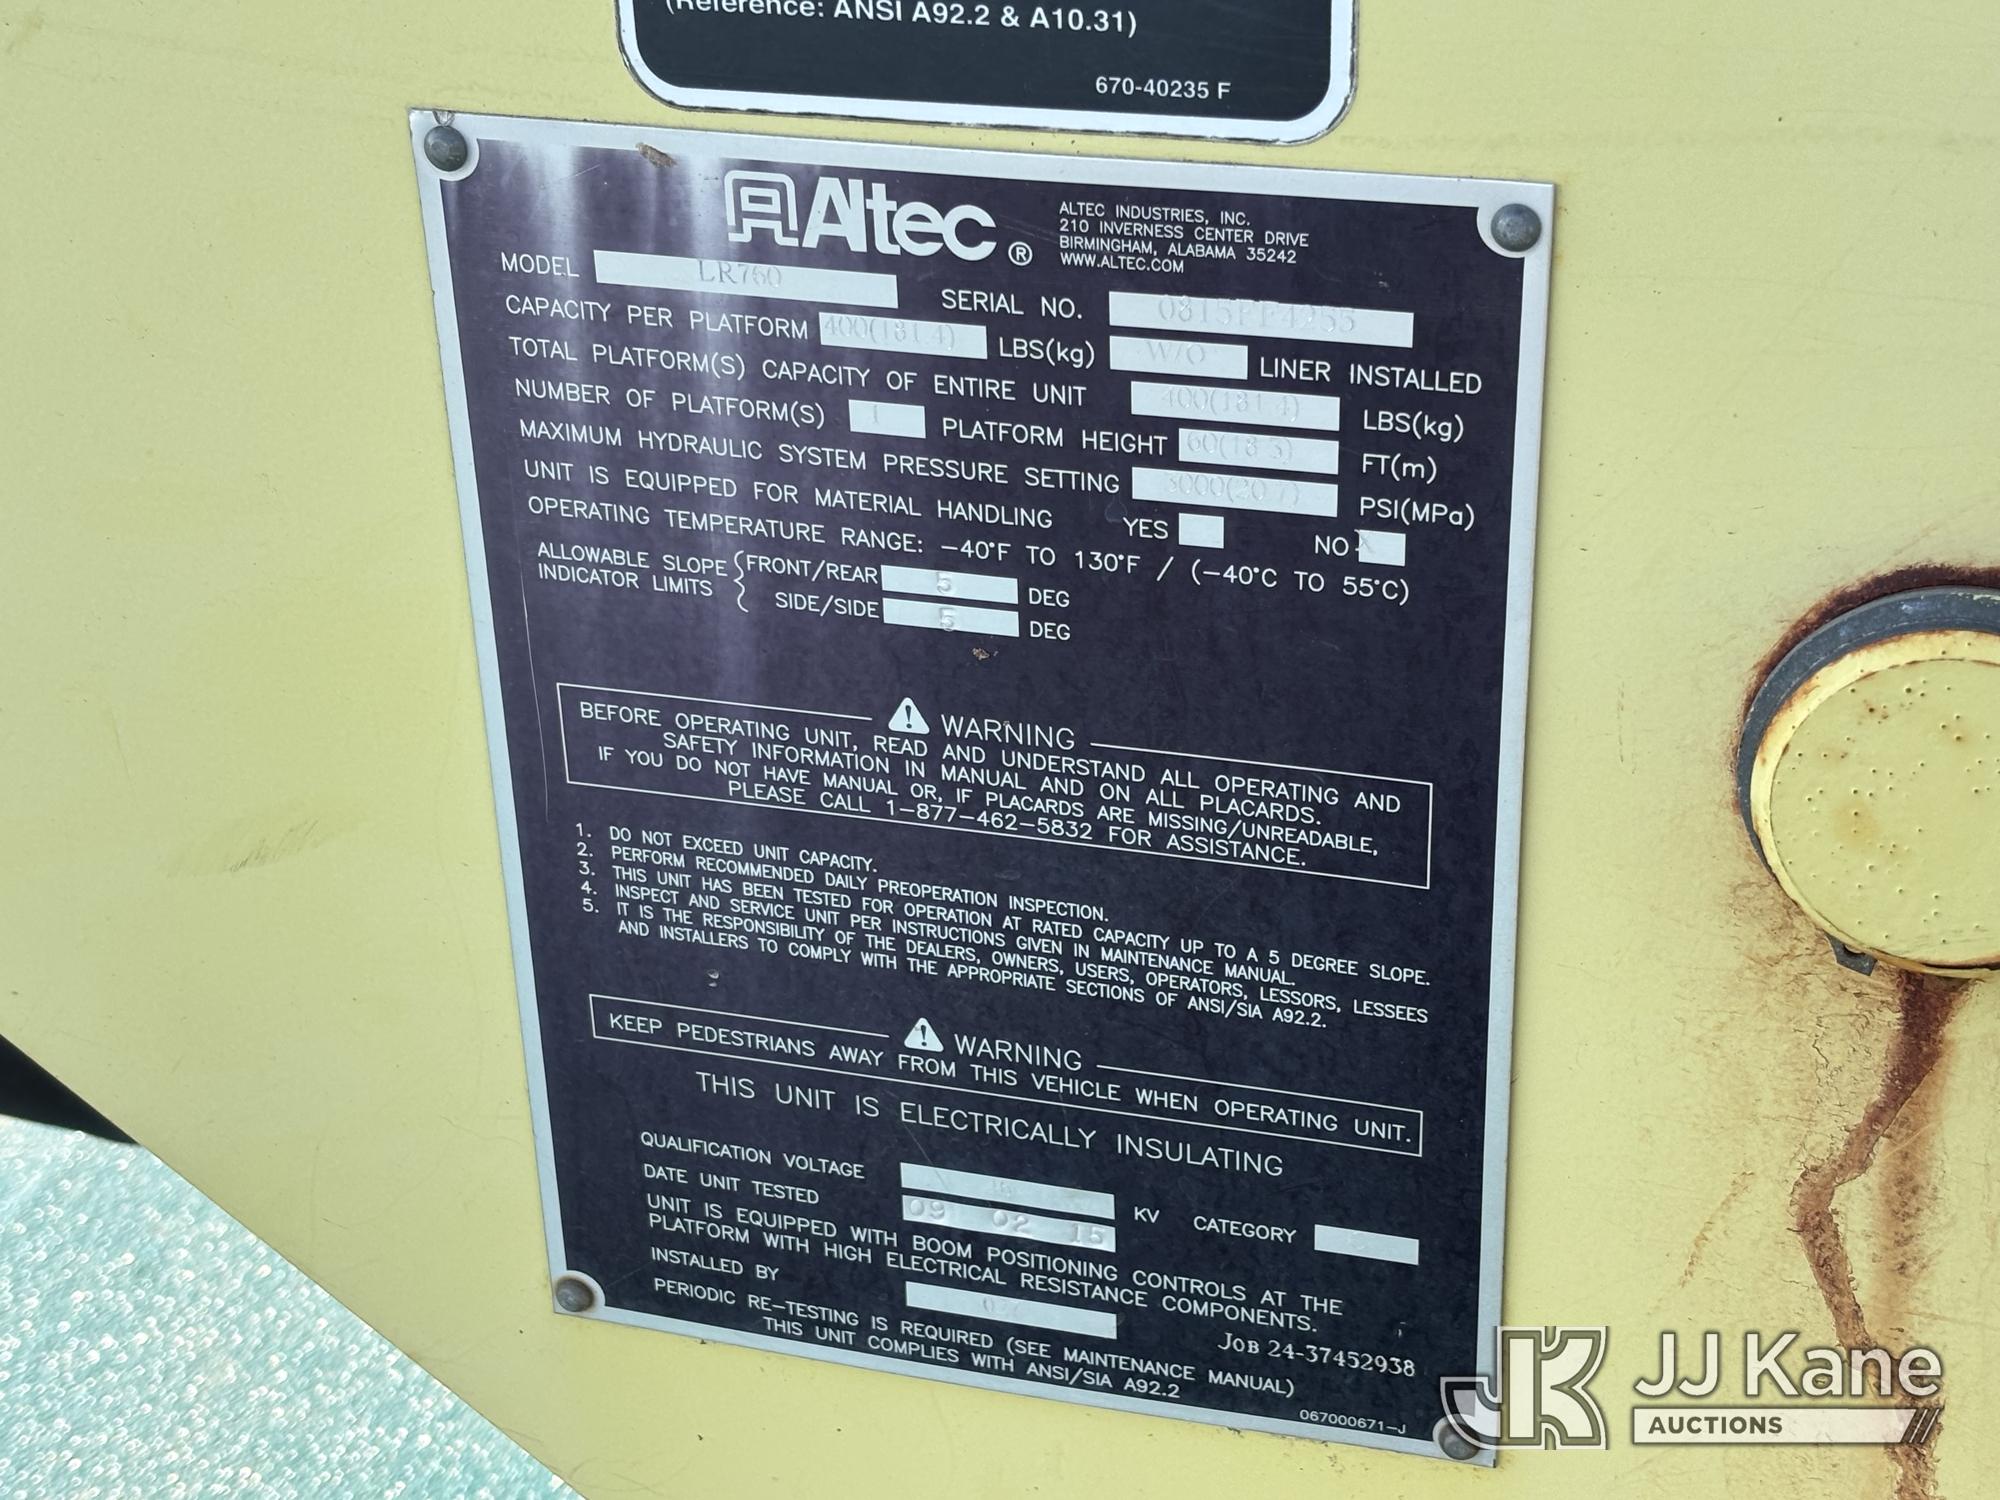 (Reference: ANSI A92.2 & A10.31)
670-40235 F
Altec ®
ALTEC INDUSTRIES, INC.
210 INVERNESS CENTER DRIVE
BIRMINGHAM, ALABAMA 35242
WWW.ALTEC.COM
MODEL LR760 SERIAL NO. 0815FF4255
CAPACITY PER PLATFORM 400(181.4) LBS(kg) W/O LINER INSTALLED
TOTAL PLATFORM(S) CAPACITY OF ENTIRE UNIT 400(181.4) LBS(kg)
NUMBER OF PLATFORM(S) 1 PLATFORM HEIGHT 60(18.3) FT(m)
MAXIMUM HYDRAULIC SYSTEM PRESSURE SETTING 3000(20.7) PSI(MPa)
UNIT IS EQUIPPED FOR MATERIAL HANDLING YES NO X
OPERATING TEMPERATURE RANGE: -40°F TO 130°F / (-40°C TO 55°C)
ALLOWABLE SLOPE INDICATOR LIMITS
FRONT/REAR 5 DEG
SIDE/SIDE 5 DEG
WARNING
BEFORE OPERATING UNIT, READ AND UNDERSTAND ALL OPERATING AND
SAFETY INFORMATION IN MANUAL AND ON ALL PLACARDS.
IF YOU DO NOT HAVE MANUAL OR, IF PLACARDS ARE MISSING/UNREADABLE,
PLEASE CALL 1-877-462-5832 FOR ASSISTANCE.
1. DO NOT EXCEED UNIT CAPACITY.
2. PERFORM RECOMMENDED DAILY PREOPERATION INSPECTION.
3. THIS UNIT HAS BEEN TESTED FOR OPERATION AT RATED CAPACITY UP TO A 5 DEGREE SLOPE.
4. INSPECT AND SERVICE UNIT PER INSTRUCTIONS GIVEN IN MAINTENANCE MANUAL.
5. IT IS THE RESPONSIBILITY OF THE DEALERS, OWNERS, USERS, OPERATORS, LESSORS, LESSEES
AND INSTALLERS TO COMPLY WITH THE APPROPRIATE SECTIONS OF ANSI/SIA A92.2.
WARNING
KEEP PEDESTRIANS AWAY FROM THIS VEHICLE WHEN OPERATING UNIT.
THIS UNIT IS ELECTRICALLY INSULATING
QUALIFICATION VOLTAGE KV CATEGORY
DATE UNIT TESTED 09 02 15
UNIT IS EQUIPPED WITH BOOM POSITIONING CONTROLS AT THE
PLATFORM WITH HIGH ELECTRICAL RESISTANCE COMPONENTS.
INSTALLED BY
JOB 24-37452938
PERIODIC RE-TESTING IS REQUIRED (SEE MAINTENANCE MANUAL)
THIS UNIT COMPLIES WITH ANSI/SIA A92.2
067000671-J
JK JJ Kane
AUCTIONS